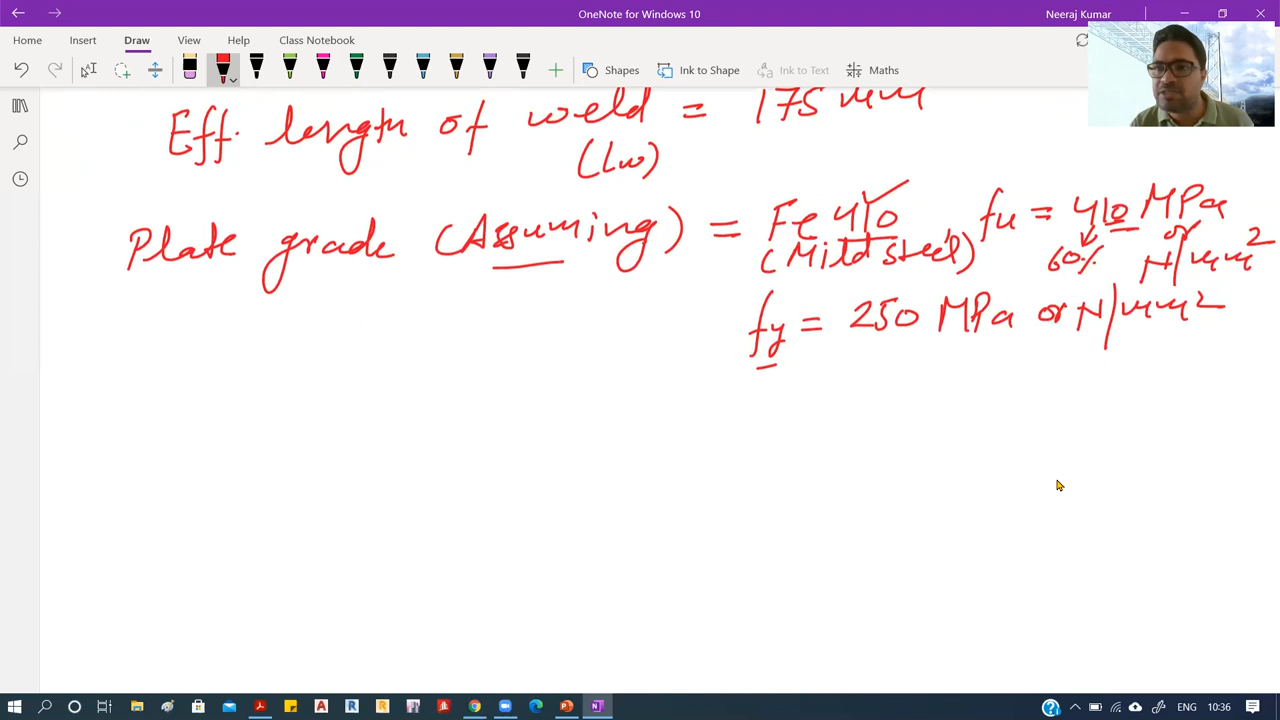 OneNote for Windows 10
Neeraj Kumar
Home Insert Draw View Help Class Notebook
Shapes Ink to Shape Ink to Text Maths
Eff. length of weld = 175 mm
(Lw)
Plate grade (Assuming) = Fe 410 fu = 410 MPa
(Mild steel) 60% or N/mm2
fy = 250 MPa or N/mm2
ENG 10:36